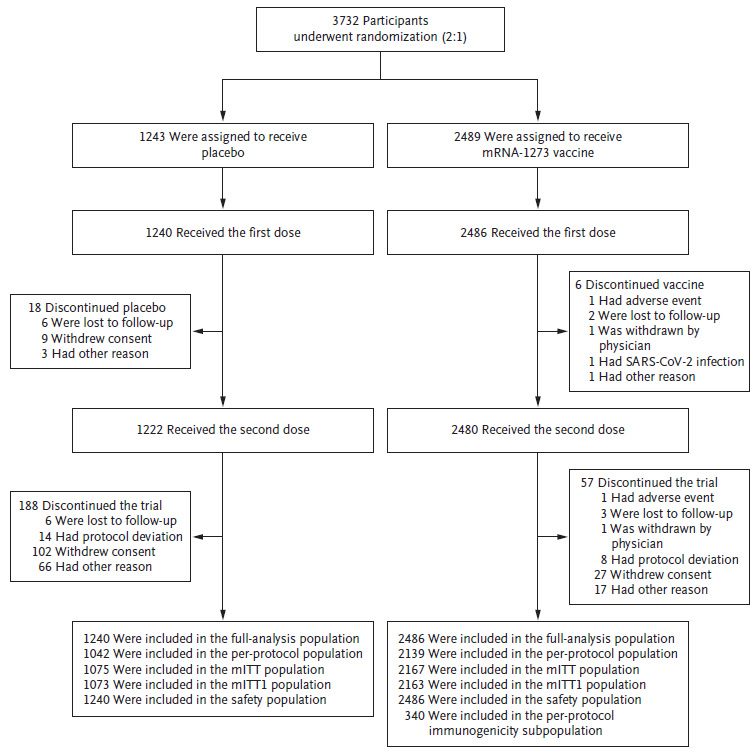 3732 Participants
underwent randomization (2:1)
1243 Were assigned to receive
placebo
2489 Were assigned to receive
mRNA-1273 vaccine
1240 Received the first dose
2486 Received the first dose
18 Discontinued placebo
6 Were lost to follow-up
9 Withdrew consent
3 Had other reason
6 Discontinued vaccine
1 Had adverse event
2 Were lost to follow-up
1 Was withdrawn by
physician
1 Had SARS-CoV-2 infection
1 Had other reason
1222 Received the second dose
2480 Received the second dose
188 Discontinued the trial
6 Were lost to follow-up
14 Had protocol deviation
102 Withdrew consent
66 Had other reason
57 Discontinued the trial
1 Had adverse event
3 Were lost to follow-up
1 Was withdrawn by
physician
8 Had protocol deviation
27 Withdrew consent
17 Had other reason
1240 Were included in the full-analysis population
1042 Were included in the per-protocol population
1075 Were included in the mITT population
1073 Were included in the mITT1 population
1240 Were included in the safety population
2486 Were included in the full-analysis population
2139 Were included in the per-protocol population
2167 Were included in the mITT population
2163 Were included in the mITT1 population
2486 Were included in the safety population
340 Were included in the per-protocol
immunogenicity subpopulation